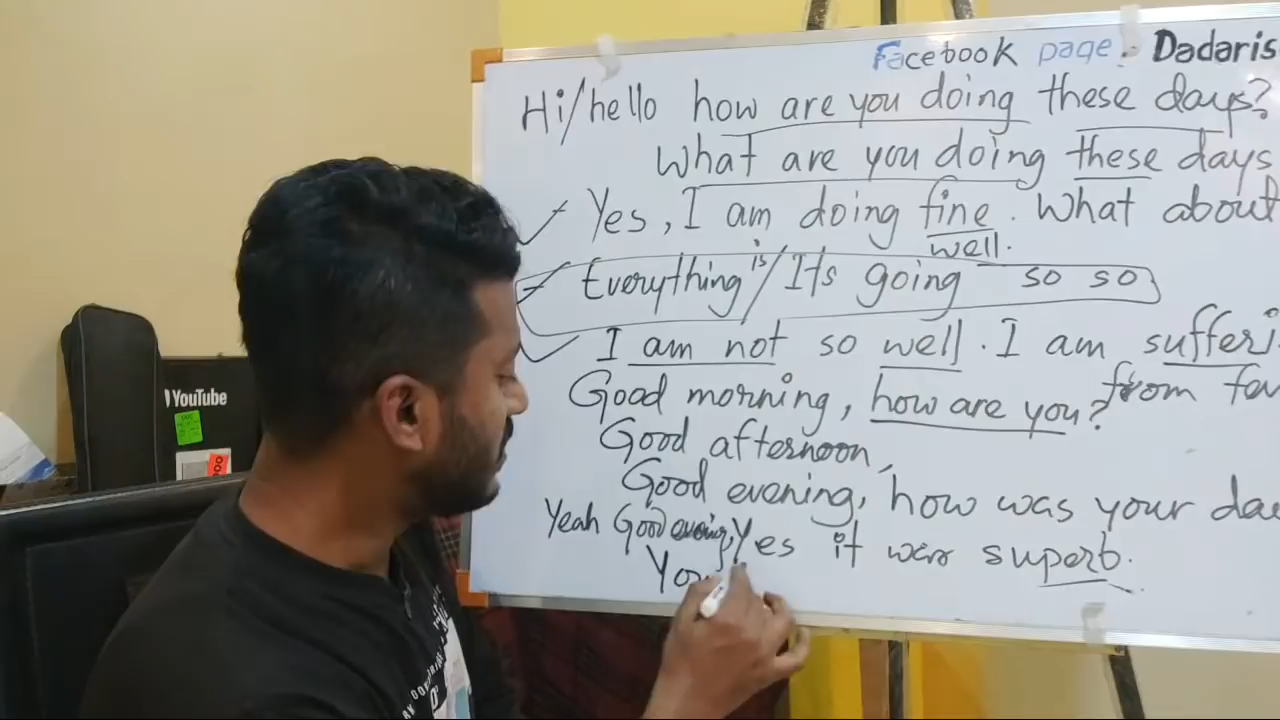 Facebook page: Dadaris
Hi/hello how are you doing these days?
What are you doing these days
Yes, I am doing fine. What about
well.
Everything is/Its going so so
I am not so well. I am sufferi
from
Good morning, how are you?
Good afternoon,
Good evening, how was your da
Yeah Good evening, Yes it was superb.
You
YouTube